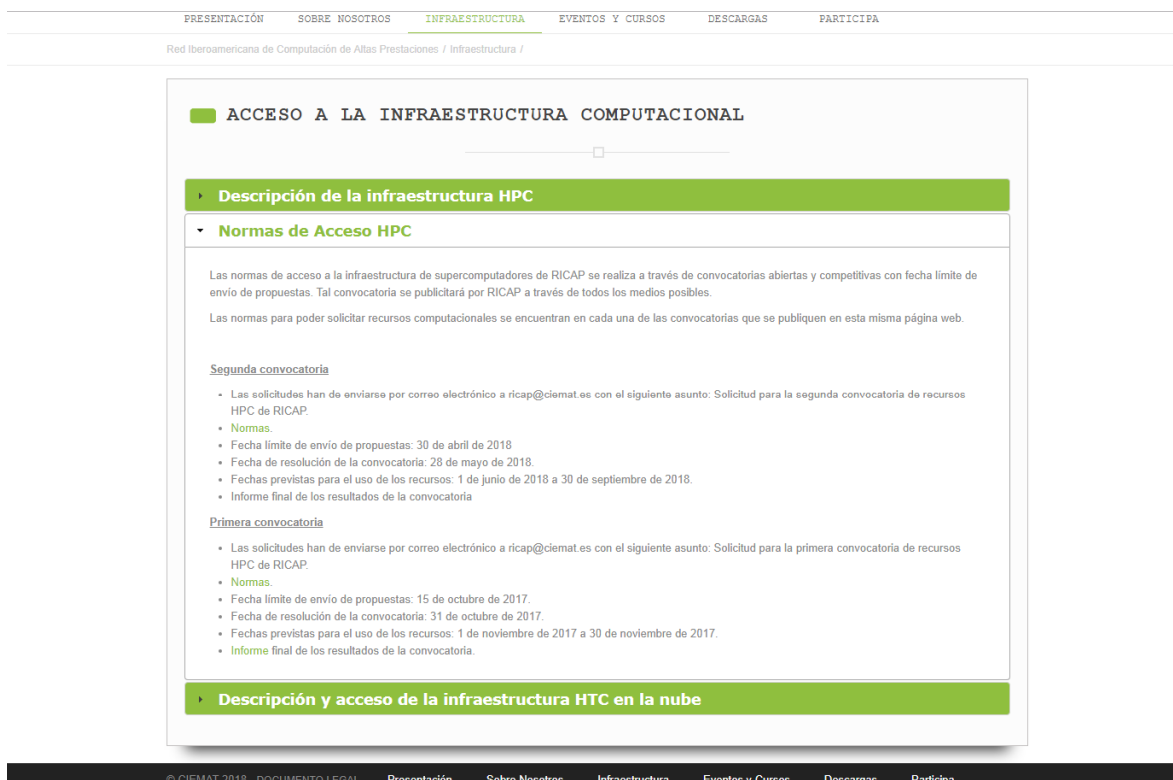 PRESENTACIÓN SOBRE NOSOTROS INFRAESTRUCTURA EVENTOS Y CURSOS DESCARGAS PARTICIPA
Red Iberoamericana de Computación de Altas Prestaciones / Infraestructura /
ACCESO A LA INFRAESTRUCTURA COMPUTACIONAL
Descripción de la infraestructura HPC
Normas de Acceso HPC
Las normas de acceso a la infraestructura de supercomputadores de RICAP se realiza a través de convocatorias abiertas y competitivas con fecha límite de
envío de propuestas. Tal convocatoria se publicitará por RICAP a través de todos los medios posibles.
Las normas para poder solicitar recursos computacionales se encuentran en cada una de las convocatorias que se publiquen en esta misma página web.
Segunda convocatoria
• Las solicitudes han de enviarse por correo electrónico a ricap@ciemat.es con el siguiente asunto: Solicitud para la segunda convocatoria de recursos
HPC de RICAP.
• Normas.
• Fecha límite de envío de propuestas: 30 de abril de 2018
• Fecha de resolución de la convocatoria: 28 de mayo de 2018.
• Fechas previstas para el uso de los recursos: 1 de junio de 2018 a 30 de septiembre de 2018.
• Informe final de los resultados de la convocatoria
Primera convocatoria
• Las solicitudes han de enviarse por correo electrónico a ricap@ciemat.es con el siguiente asunto: Solicitud para la primera convocatoria de recursos
HPC de RICAP.
• Normas.
• Fecha límite de envío de propuestas: 15 de octubre de 2017.
• Fecha de resolución de la convocatoria: 31 de octubre de 2017.
• Fechas previstas para el uso de los recursos: 1 de noviembre de 2017 a 30 de noviembre de 2017.
• Informe final de los resultados de la convocatoria.
Descripción y acceso de la infraestructura HTC en la nube
© CIEMAT 2018 - DOCUMENTO LEGAL Presentación Sobre Nosotros Infraestructura Eventos y Cursos Descargas Participa